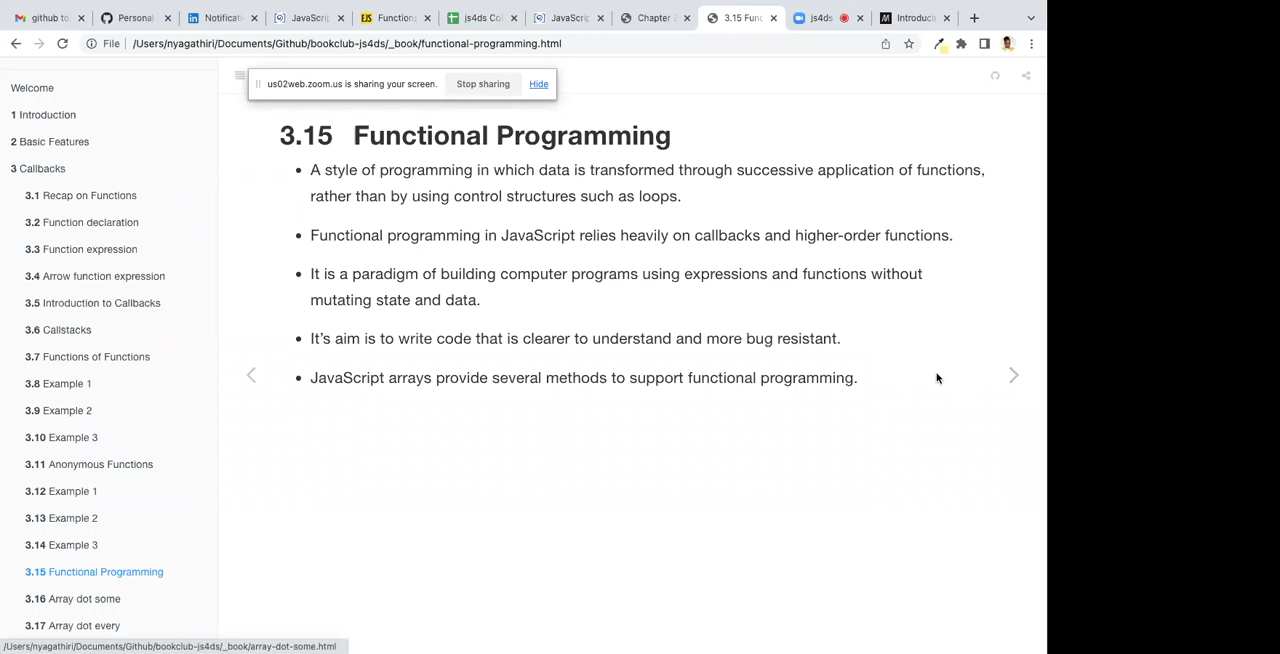 github to
Personal
Notificati
JavaScrip
Functiona
js4ds Col
JavaScrip
Chapter 
3.15 Func
js4ds
Introducin
File
/Users/nyagathiri/Documents/Github/bookclub-js4ds/_book/functional-programming.html
us02web.zoom.us is sharing your screen.
Stop sharing
Hide
Welcome
1 Introduction
2 Basic Features
3 Callbacks
3.1 Recap on Functions
3.2 Function declaration
3.3 Function expression
3.4 Arrow function expression
3.5 Introduction to Callbacks
3.6 Callstacks
3.7 Functions of Functions
3.8 Example 1
3.9 Example 2
3.10 Example 3
3.11 Anonymous Functions
3.12 Example 1
3.13 Example 2
3.14 Example 3
3.15 Functional Programming
3.16 Array dot some
3.17 Array dot every
3.15 Functional Programming
• A style of programming in which data is transformed through successive application of functions,
rather than by using control structures such as loops.
• Functional programming in JavaScript relies heavily on callbacks and higher-order functions.
• It is a paradigm of building computer programs using expressions and functions without
mutating state and data.
• It's aim is to write code that is clearer to understand and more bug resistant.
• JavaScript arrays provide several methods to support functional programming.
/Users/nyagathiri/Documents/Github/bookclub-js4ds/_book/array-dot-some.html